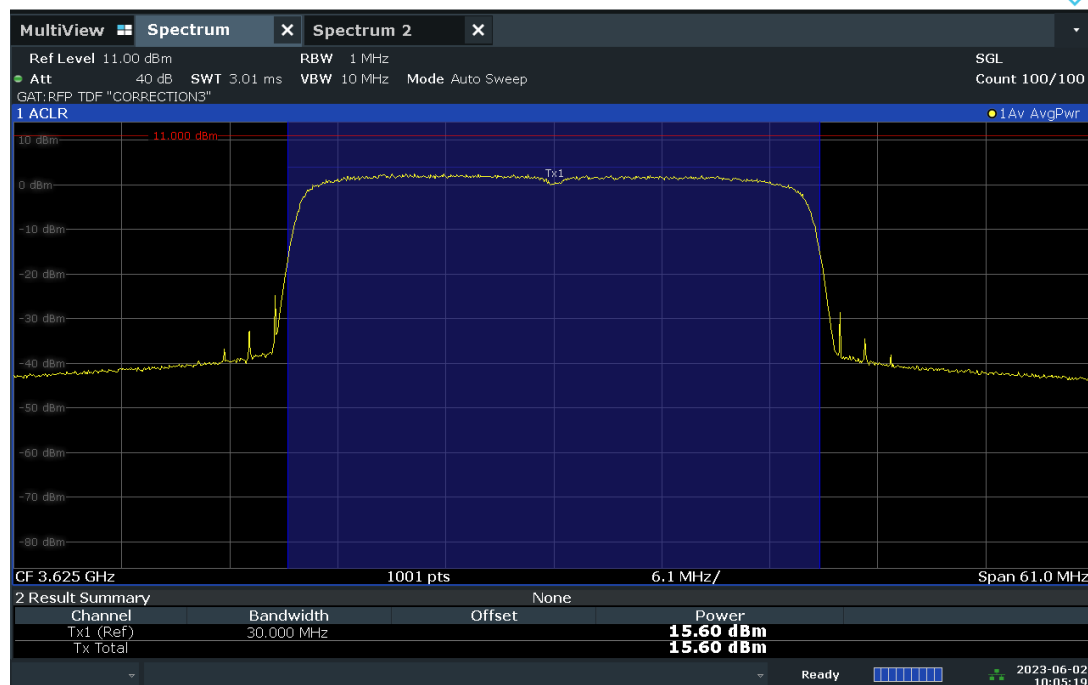 MultiView Spectrum X Spectrum 2 X
Ref Level 11.00 dBm RBW 1 MHz SGL
Att 40 dB SWT 3.01 ms VBW 10 MHz Mode Auto Sweep Count 100/100
GAT:RFP TDF "CORRECTION3"
1 ACLR 1Av AvgPwr
10 dBm
11.000 dBm
Tx1
0 dBm
-10 dBm
-20 dBm
-30 dBm
-40 dBm
-50 dBm
-60 dBm
-70 dBm
-80 dBm
CF 3.625 GHz 1001 pts 6.1 MHz/ Span 61.0 MHz
2 Result Summary None
Channel Bandwidth Offset Power
Tx1 (Ref) 30.000 MHz 15.60 dBm
Tx Total 15.60 dBm
Ready 2023-06-02
10:05:19